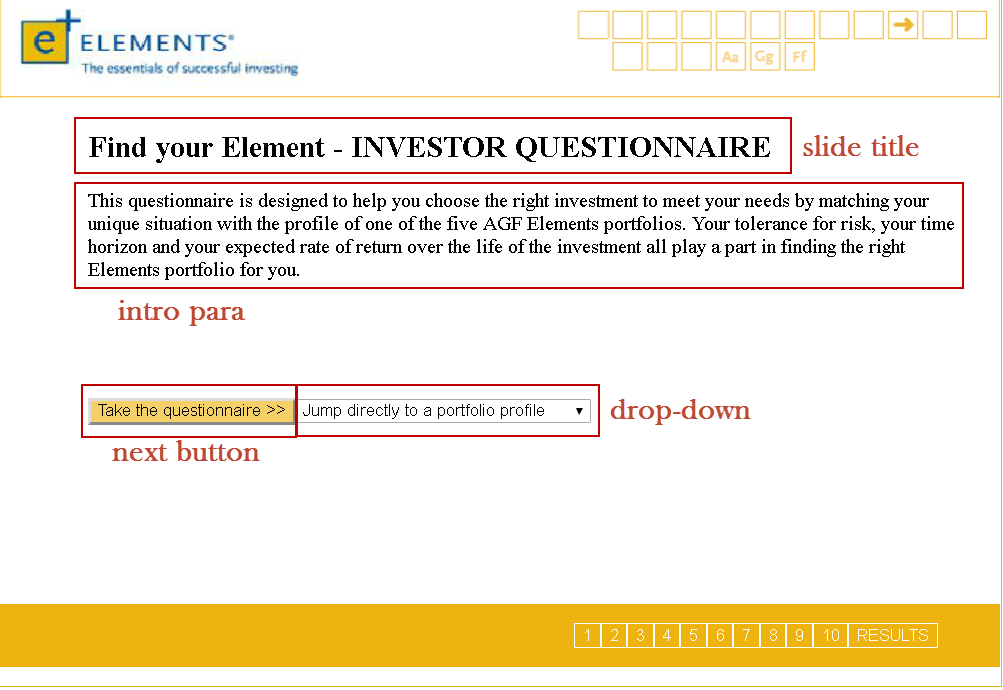 e+
ELEMENTS®
The essentials of successful investing
➔
Aa Gg Ff
Find your Element - INVESTOR QUESTIONNAIRE
slide title
This questionnaire is designed to help you choose the right investment to meet your needs by matching your
unique situation with the profile of one of the five AGF Elements portfolios. Your tolerance for risk, your time
horizon and your expected rate of return over the life of the investment all play a part in finding the right
Elements portfolio for you.
intro para
Take the questionnaire >>
Jump directly to a portfolio profile
drop-down
next button
1 2 3 4 5 6 7 8 9 10 RESULTS